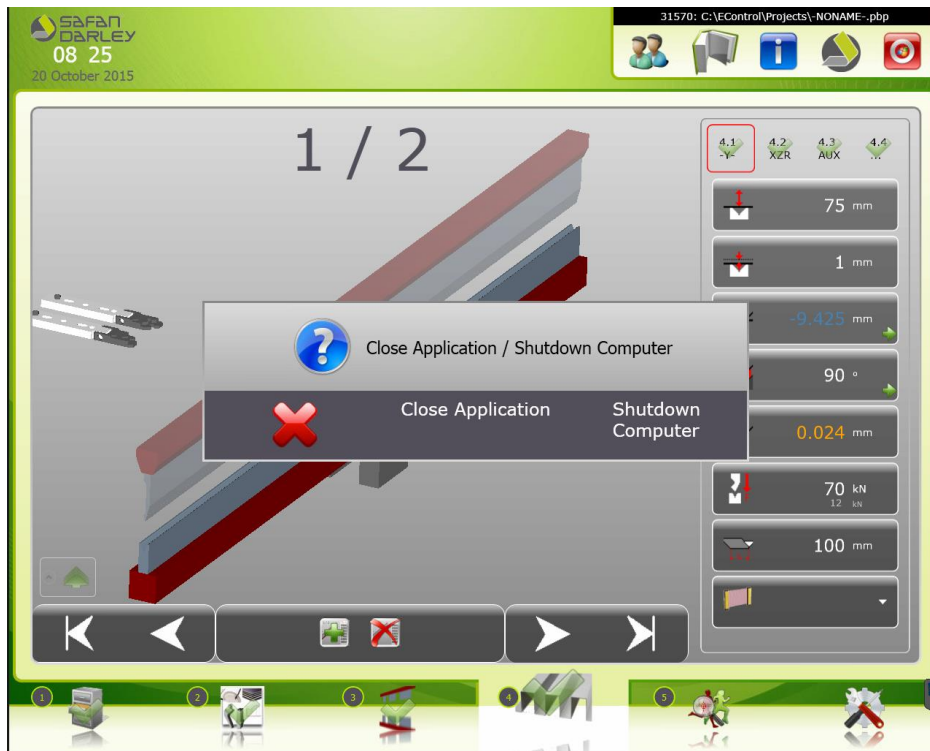 SAFAN
DARLEY
08 25
20 October 2015
31570: C:\EControl\Projects\-NONAME-.pbp
i
1 / 2
4.1
-Y-
4.2
XZR
4.3
AUX
4.4
...
75 mm
1 mm
-9.425 mm
90 °
0.024 mm
70 kN
12 kN
100 mm
?
Close Application / Shutdown Computer
Close Application
Shutdown
Computer
1
2
3
4
5